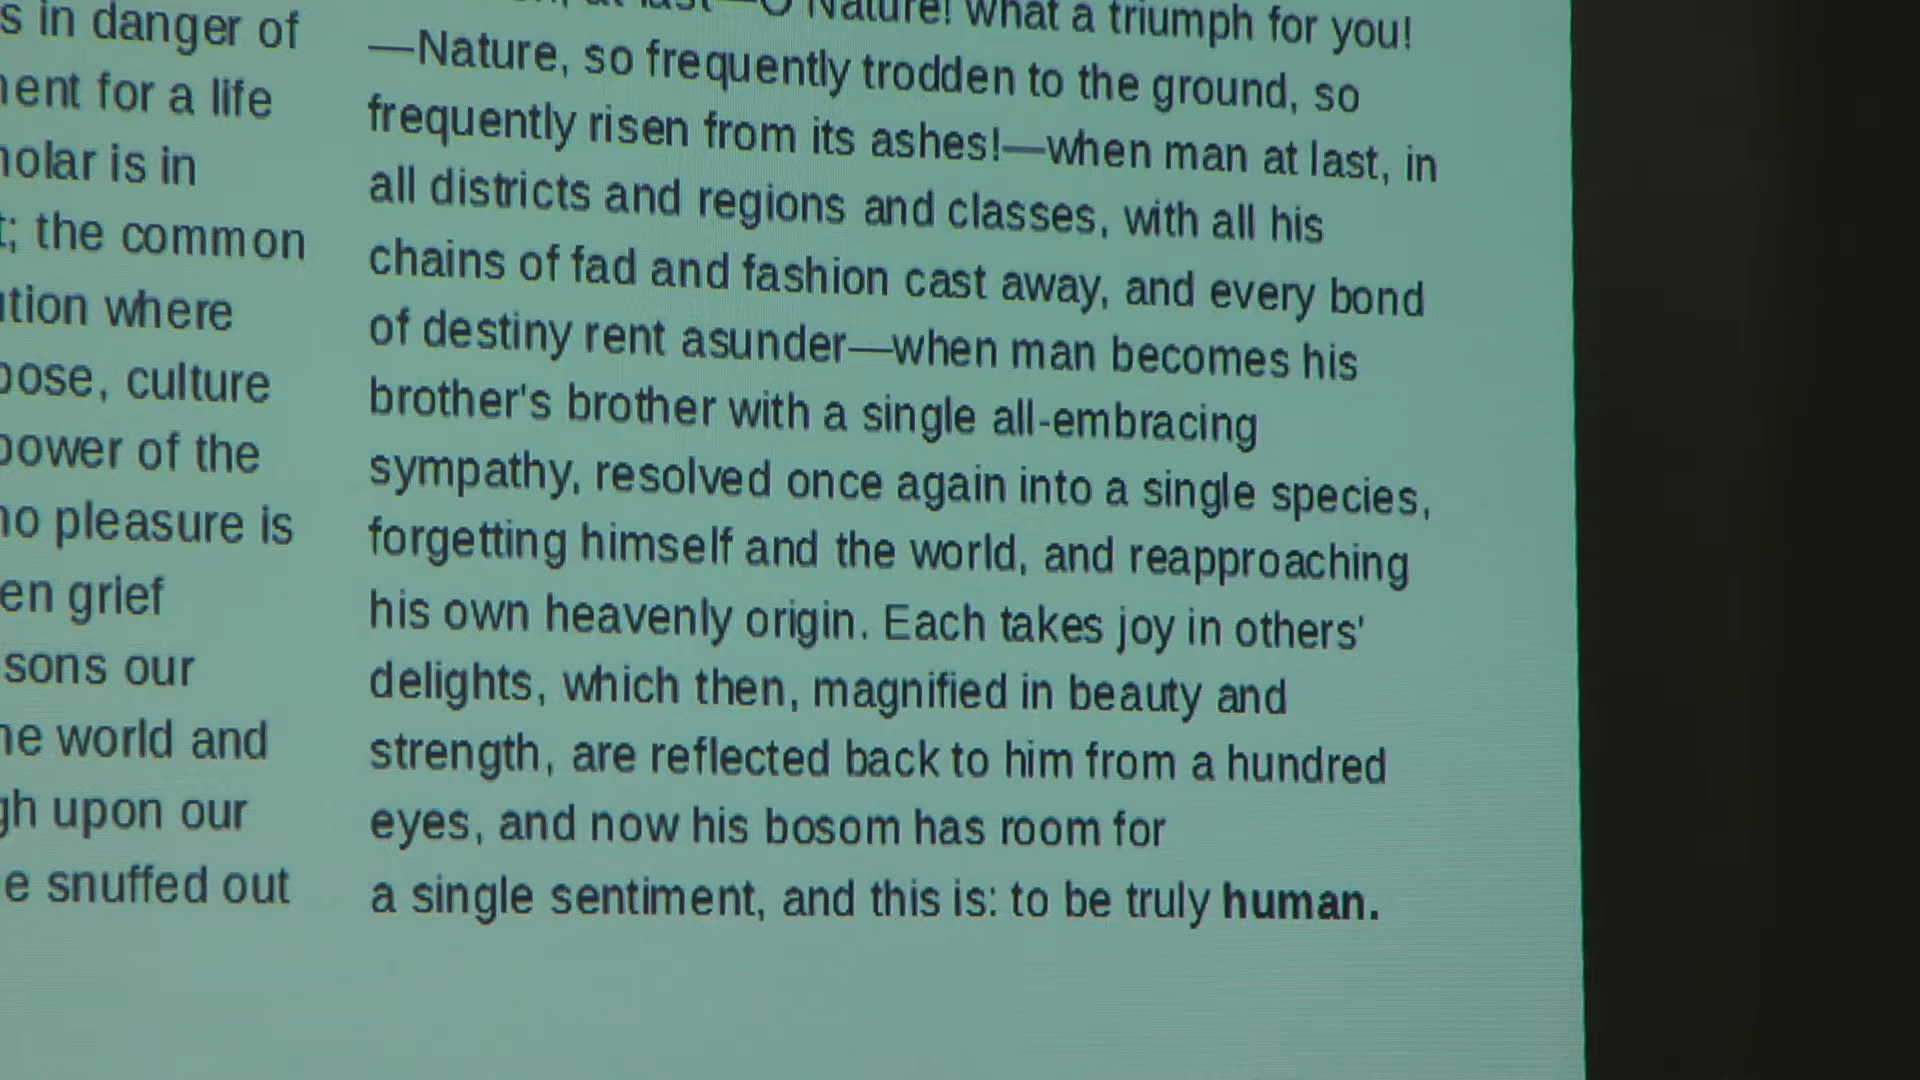 in danger of
for a life
is in
the common
where
culture
power of the
pleasure is
grief
sons our
world and
upon our
snuffed out
Nature! what a triumph for you!
—Nature, so frequently trodden to the ground, so
frequently risen from its ashes!—when man at last, in
all districts and regions and classes, with all his
chains of fad and fashion cast away, and every bond
of destiny rent asunder—when man becomes his
brother's brother with a single all-embracing
sympathy, resolved once again into a single species,
forgetting himself and the world, and reapproaching
his own heavenly origin. Each takes joy in others'
delights, which then, magnified in beauty and
strength, are reflected back to him from a hundred
eyes, and now his bosom has room for
a single sentiment, and this is: to be truly human.